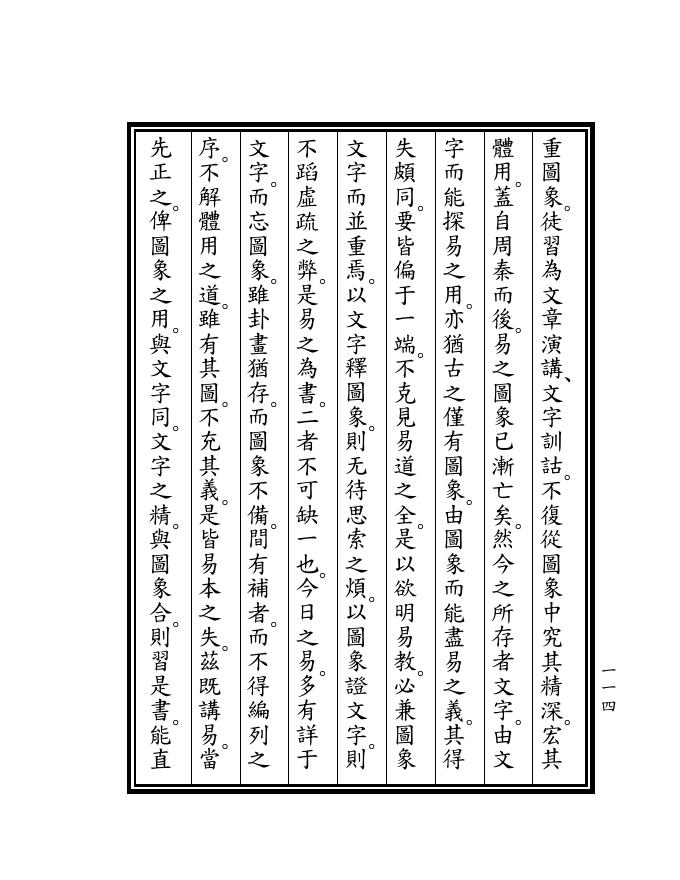 重圖象。徒習為文章演講、文字訓詁。不復從圖象中究其精深。宏其
體用。蓋自周秦而後。易之圖象已漸亡矣。然今之所存者文字。由文
字而能探易之用。亦猶古之僅有圖象。由圖象而能盡易之義。其得
失頗同。要皆偏于一端。不克見易道之全。是以欲明易教。必兼圖象
文字而並重焉。以文字釋圖象。則无待思索之煩。以圖象證文字。則
不蹈虛疏之弊。是易之為書。二者不可缺一也。今日之易。多有詳于
文字。而忘圖象。雖卦畫猶存。而圖象不備。間有補者。而不得編列之
序。不解體用之道。雖有其圖。不充其義。是皆易本之失。茲既講易。當
先正之。俾圖象之用。與文字同。文字之精。與圖象合。則習是書。能直
一一四